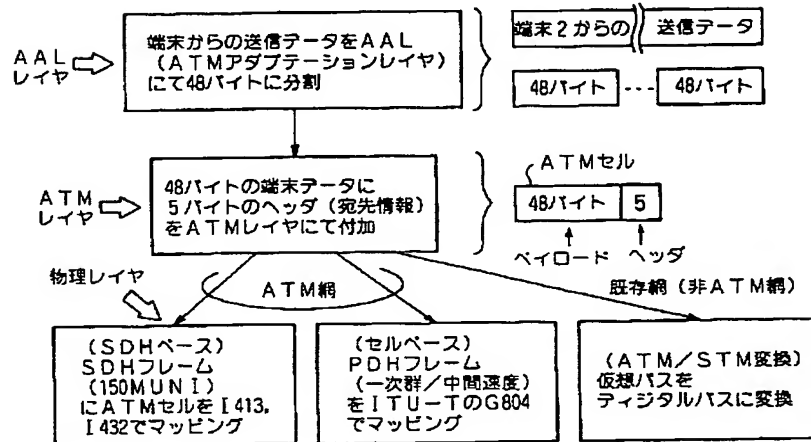 AAL
レイヤ
端末からの送信データをAAL
(ATMアダプテーションレイヤ)
にて48バイトに分割
端末2からの 送信データ
48バイト --- 48バイト
ATM
レイヤ
48バイトの端末データに
5バイトのヘッダ(宛先情報)
をATMレイヤにて付加
ATMセル
48バイト 5
ペイロード ヘッダ
物理レイヤ
ATM網
既存網(非ATM網)
(SDHベース)
SDHフレーム
(150MUNI)
にATMセルをI413,
I432でマッピング
(セルベース)
PDHフレーム
(一次群/中間速度)
をITU-TのG804
でマッピング
(ATM/STM変換)
仮想パスを
ディジタルパスに変換